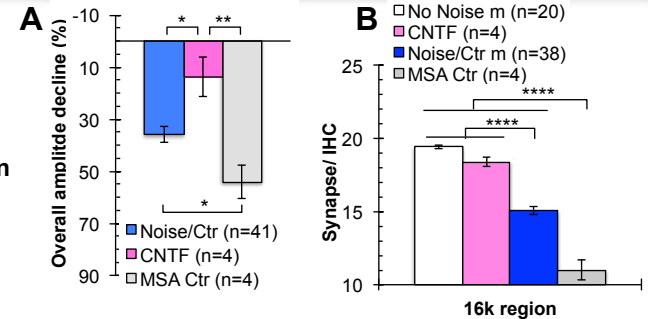 A
-10
10
30
50
70
90
Overall amplitde decline (%)
*
**
*
Noise/Ctr (n=41)
CNTF (n=4)
MSA Ctr (n=4)
n
B
No Noise m (n=20)
CNTF (n=4)
Noise/Ctr m (n=38)
MSA Ctr (n=4)
25
20
15
10
Synapse/ IHC
****
****
16k region